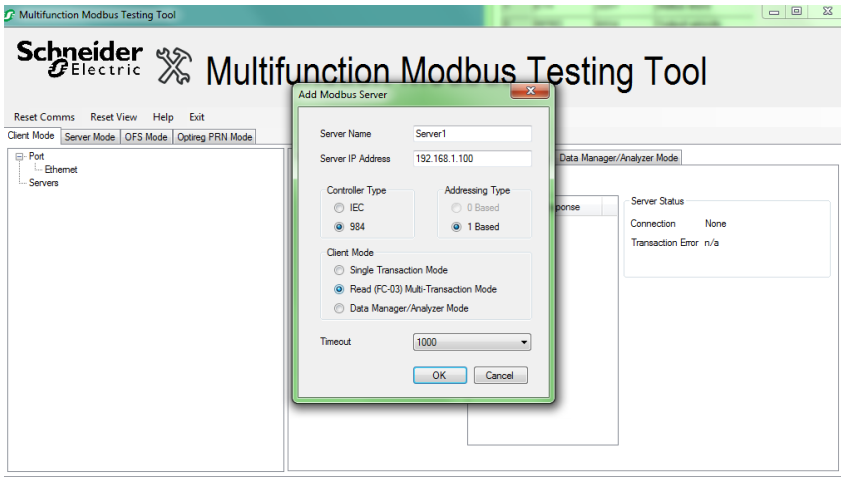 Multifunction Modbus Testing Tool
Schneider
Electric
Multifunction Modbus Testing Tool
Reset Comms Reset View Help Exit
Client Mode Server Mode OFS Mode Optireg PRN Mode
Data Manager/Analyzer Mode
Port
Ethernet
Servers
ponse
Server Status
Connection None
Transaction Error n/a
Add Modbus Server
Server Name Server1
Server IP Address 192.168.1.100
Controller Type Addressing Type
IEC 0 Based
984 1 Based
Client Mode
Single Transaction Mode
Read (FC-03) Multi-Transaction Mode
Data Manager/Analyzer Mode
Timeout 1000
OK Cancel